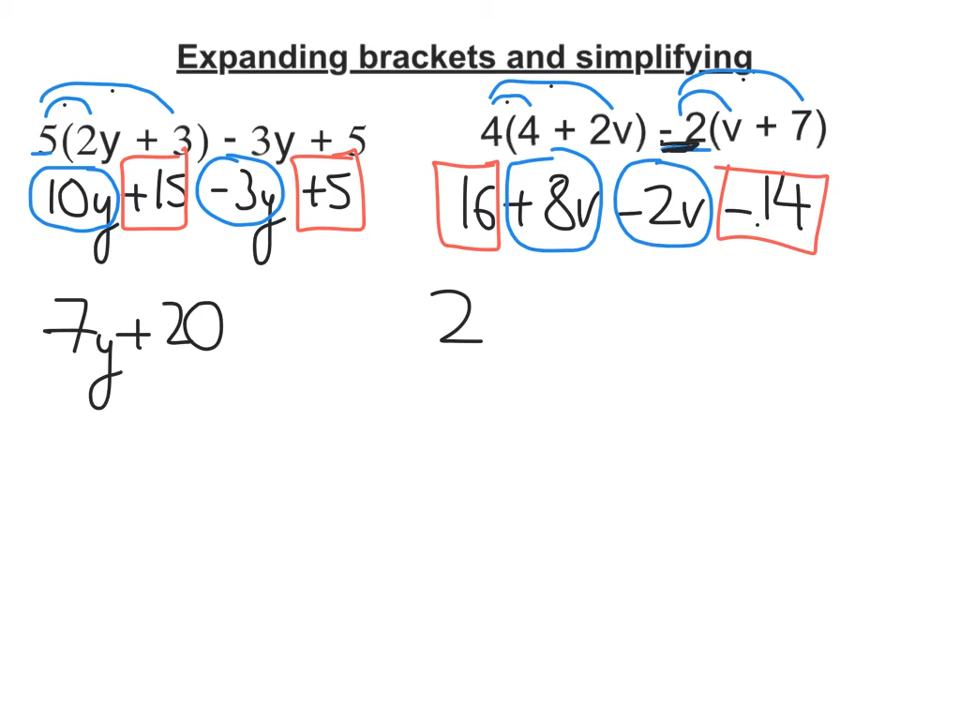 Expanding brackets and simplifying
5(2y + 3) - 3y + 5
10y +15 -3y +5
7y+20
4(4 + 2v) - 2(v + 7)
16 +8v -2v -14
2